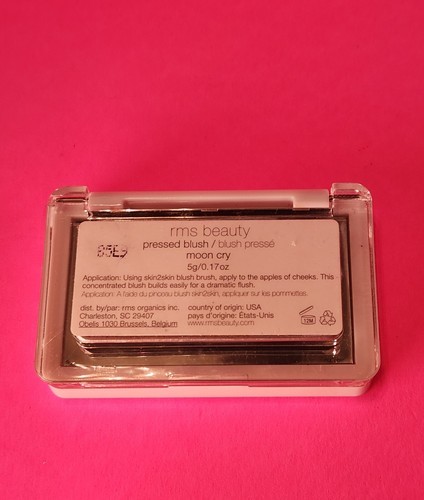 rms beauty
pressed blush / blush pressé
moon cry
5g/0.17oz
Application: Using skin2skin blush brush, apply to the apples of cheeks. This
concentrated blush builds easily for a dramatic flush.
Application: A l'aide du pinceau blush skin2skin, appliquer sur les pommettes.
dist. by/par: rms organics inc.
Charleston, SC 29407
Obelis 1030 Brussels, Belgium
country of origin: USA
pays d'origine: États-Unis
www.rmsbeauty.com
12M